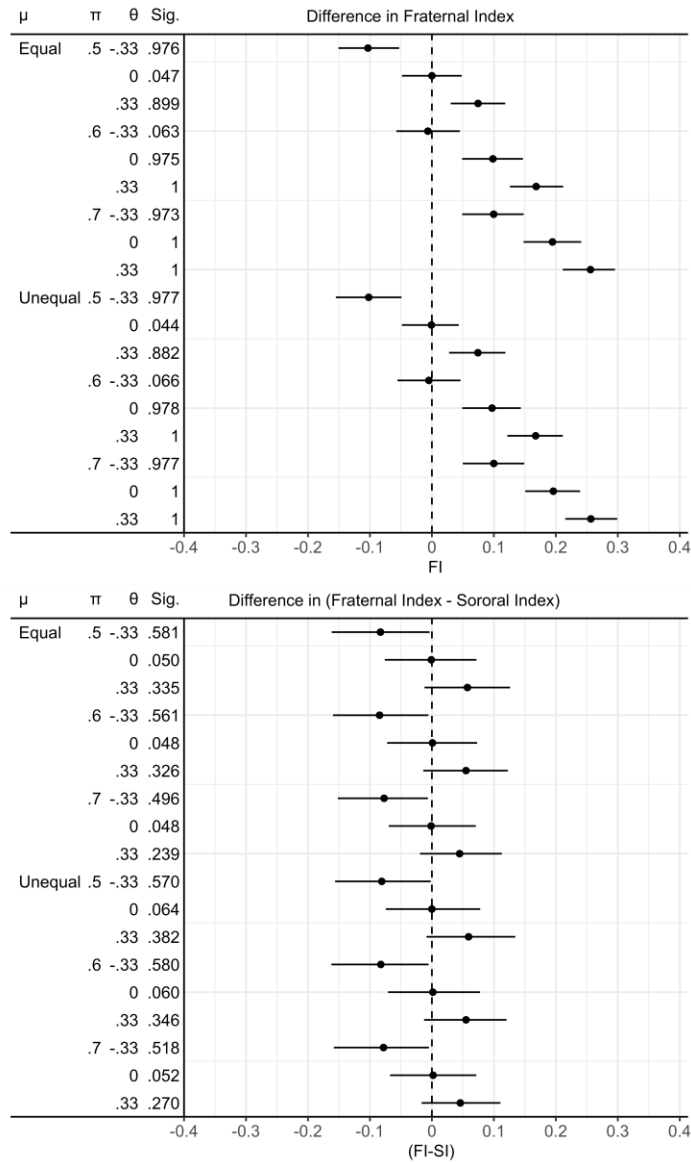 μ π θ Sig. Difference in Fraternal Index
Equal .5 -.33 .976
0 .047
.33 .899
.6 -.33 .063
0 .975
.33 1
.7 -.33 .973
0 1
.33 1
Unequal .5 -.33 .977
0 .044
.33 .882
.6 -.33 .066
0 .978
.33 1
.7 -.33 .977
0 1
.33 1
-0.4 -0.3 -0.2 -0.1 0 0.1 0.2 0.3 0.4
FI
μ π θ Sig. Difference in (Fraternal Index - Sororal Index)
Equal .5 -.33 .581
0 .050
.33 .335
.6 -.33 .561
0 .048
.33 .326
.7 -.33 .496
0 .048
.33 .239
Unequal .5 -.33 .570
0 .064
.33 .382
.6 -.33 .580
0 .060
.33 .346
.7 -.33 .518
0 .052
.33 .270
-0.4 -0.3 -0.2 -0.1 0 0.1 0.2 0.3 0.4
(FI-SI)